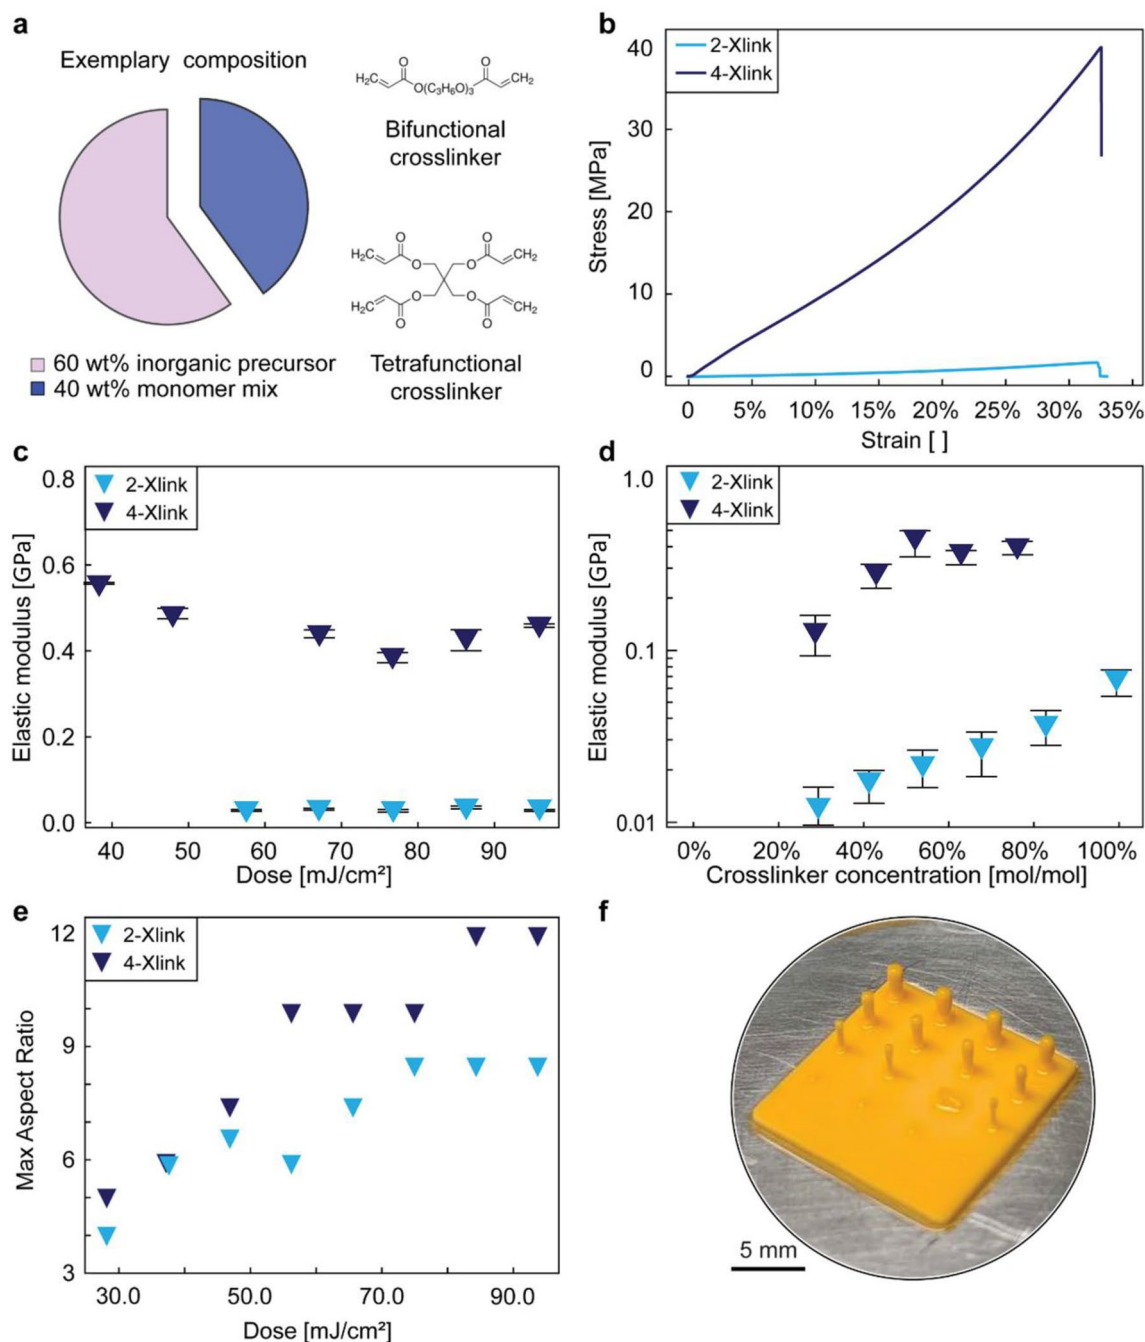 a
Exemplary composition
60 wt% inorganic precursor
40 wt% monomer mix
H₂C
O
O(C₃H₆O)₃
O
CH₂
Bifunctional
crosslinker
H₂C
O
O
O
O
CH₂
H₂C
O
O
O
O
CH₂
Tetrafunctional
crosslinker
b
2-Xlink
4-Xlink
Stress [MPa]
40
30
20
10
0
0
5%
10%
15%
20%
25%
30%
35%
Strain [ ]
c
2-Xlink
4-Xlink
Elastic modulus [GPa]
0.8
0.6
0.4
0.2
0.0
40
50
60
70
80
90
Dose [mJ/cm²]
d
2-Xlink
4-Xlink
Elastic modulus [GPa]
1.0
0.1
0.01
0%
20%
40%
60%
80%
100%
Crosslinker concentration [mol/mol]
e
2-Xlink
4-Xlink
Max Aspect Ratio
12
9
6
3
30.0
50.0
70.0
90.0
Dose [mJ/cm²]
f
5 mm